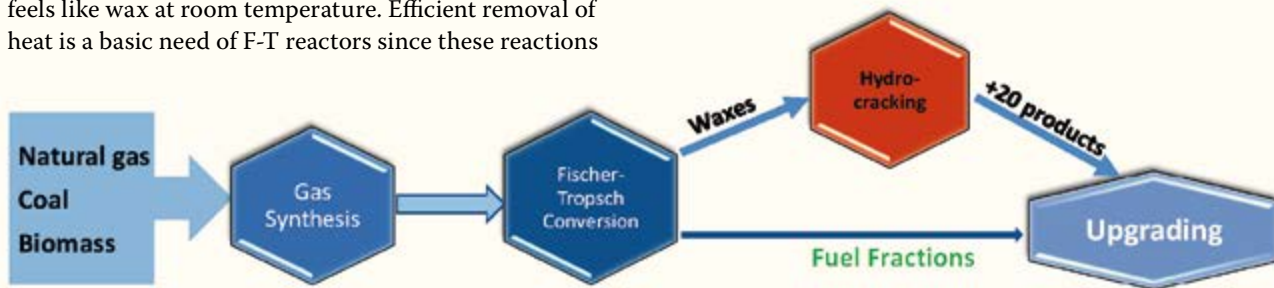 feels like wax at room temperature. Efficient removal of
heat is a basic need of F-T reactors since these reactions
Natural gas
Coal
Biomass
Gas
Synthesis
Fischer-
Tropsch
Conversion
Waxes
Hydro-
cracking
+20 products
Fuel Fractions
Upgrading